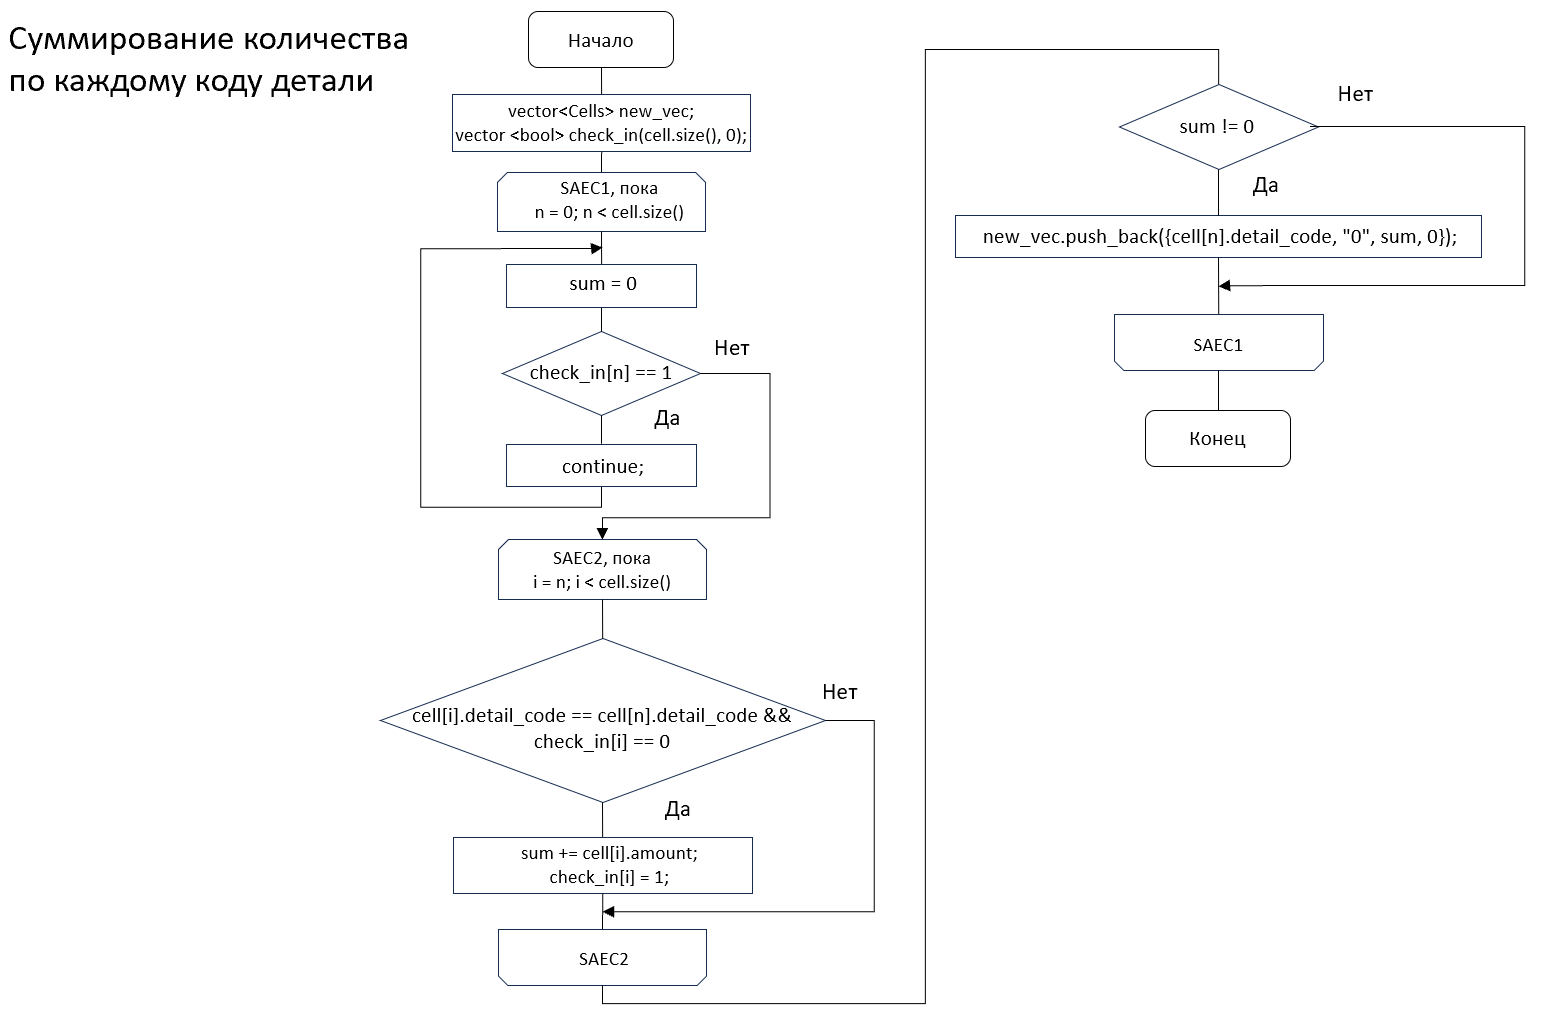 Суммирование количества
по каждому коду детали
Начало
vector<Cells> new_vec;
vector <bool> check_in(cell.size(), 0);
SAEC1, пока
n = 0; n < cell.size()
sum = 0
check_in[n] == 1
Нет
Да
continue;
SAEC2, пока
i = n; i < cell.size()
cell[i].detail_code == cell[n].detail_code &&
check_in[i] == 0
Нет
Да
sum += cell[i].amount;
check_in[i] = 1;
SAEC2
sum != 0
Нет
Да
new_vec.push_back({cell[n].detail_code, "0", sum, 0});
SAEC1
Конец